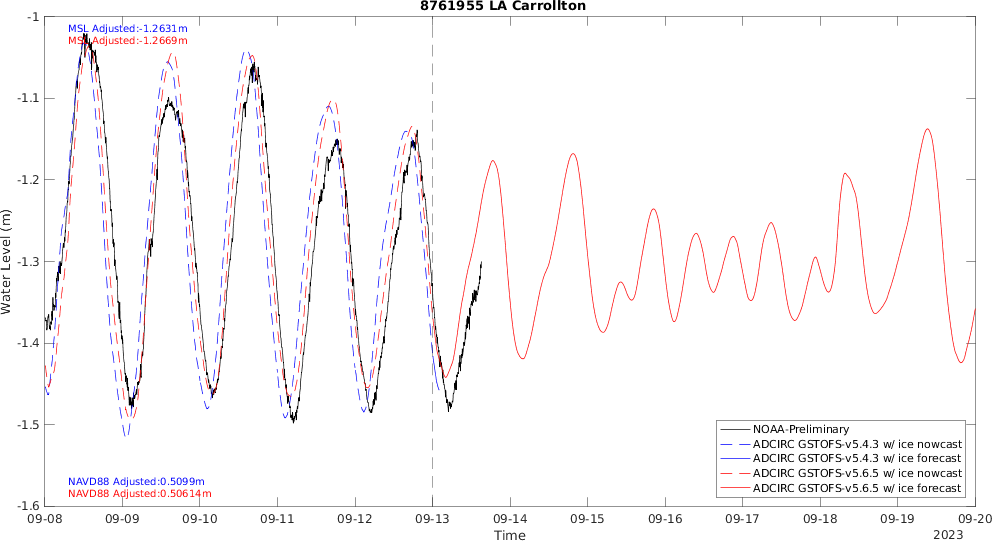 8761955 LA Carrollton
MSL Adjusted:-1.2631m
MSL Adjusted:-1.2669m
-1
-1.1
-1.2
-1.3
-1.4
-1.5
-1.6
Water Level (m)
NAVD88 Adjusted:0.5099m
NAVD88 Adjusted:0.50614m
NOAA-Preliminary
ADCIRC GSTOFS-v5.4.3 w/ ice nowcast
ADCIRC GSTOFS-v5.4.3 w/ ice forecast
ADCIRC GSTOFS-v5.6.5 w/ ice nowcast
ADCIRC GSTOFS-v5.6.5 w/ ice forecast
09-08 09-09 09-10 09-11 09-12 09-13 09-14 09-15 09-16 09-17 09-18 09-19 09-20
Time
2023